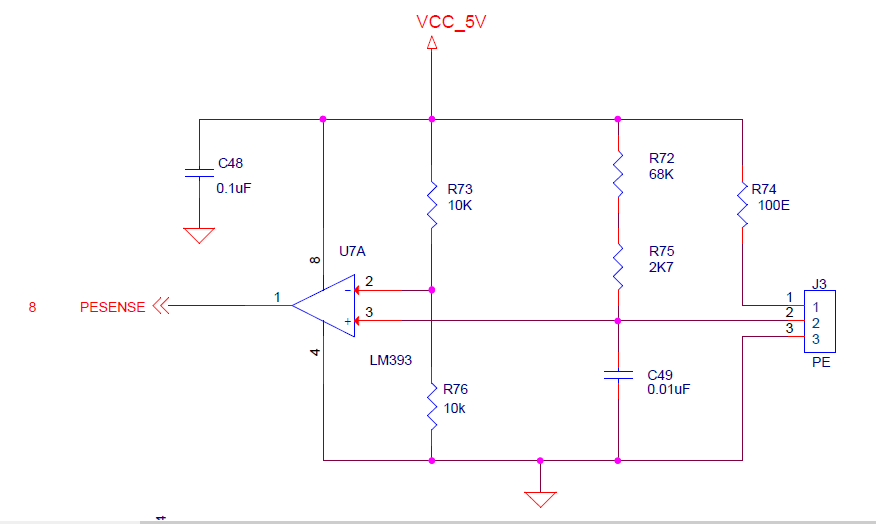 VCC_5V
C48
0.1uF
R73
10K
R72
68K
R74
100E
R75
2K7
U7A
8
2
-
1
3
+
4
LM393
8 PESENSE
J3
1 1
2 2
3 3
PE
C49
0.01uF
R76
10k
4